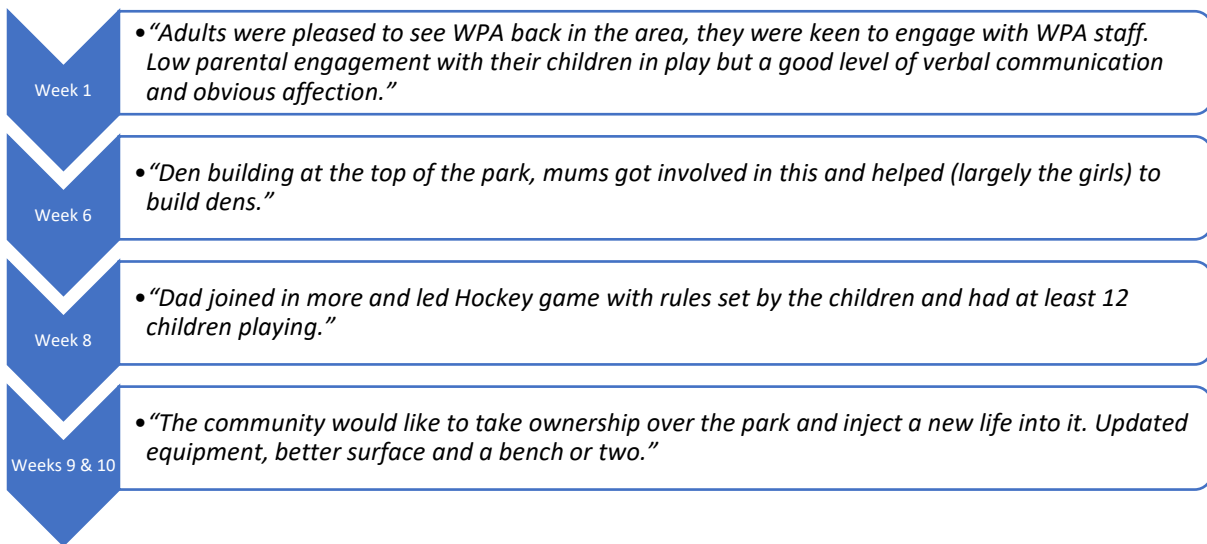 Week 1
•“Adults were pleased to see WPA back in the area, they were keen to engage with WPA staff.
Low parental engagement with their children in play but a good level of verbal communication
and obvious affection.”
Week 6
•“Den building at the top of the park, mums got involved in this and helped (largely the girls) to
build dens.”
Week 8
•“Dad joined in more and led Hockey game with rules set by the children and had at least 12
children playing.”
Weeks 9 & 10
•“The community would like to take ownership over the park and inject a new life into it. Updated
equipment, better surface and a bench or two.”